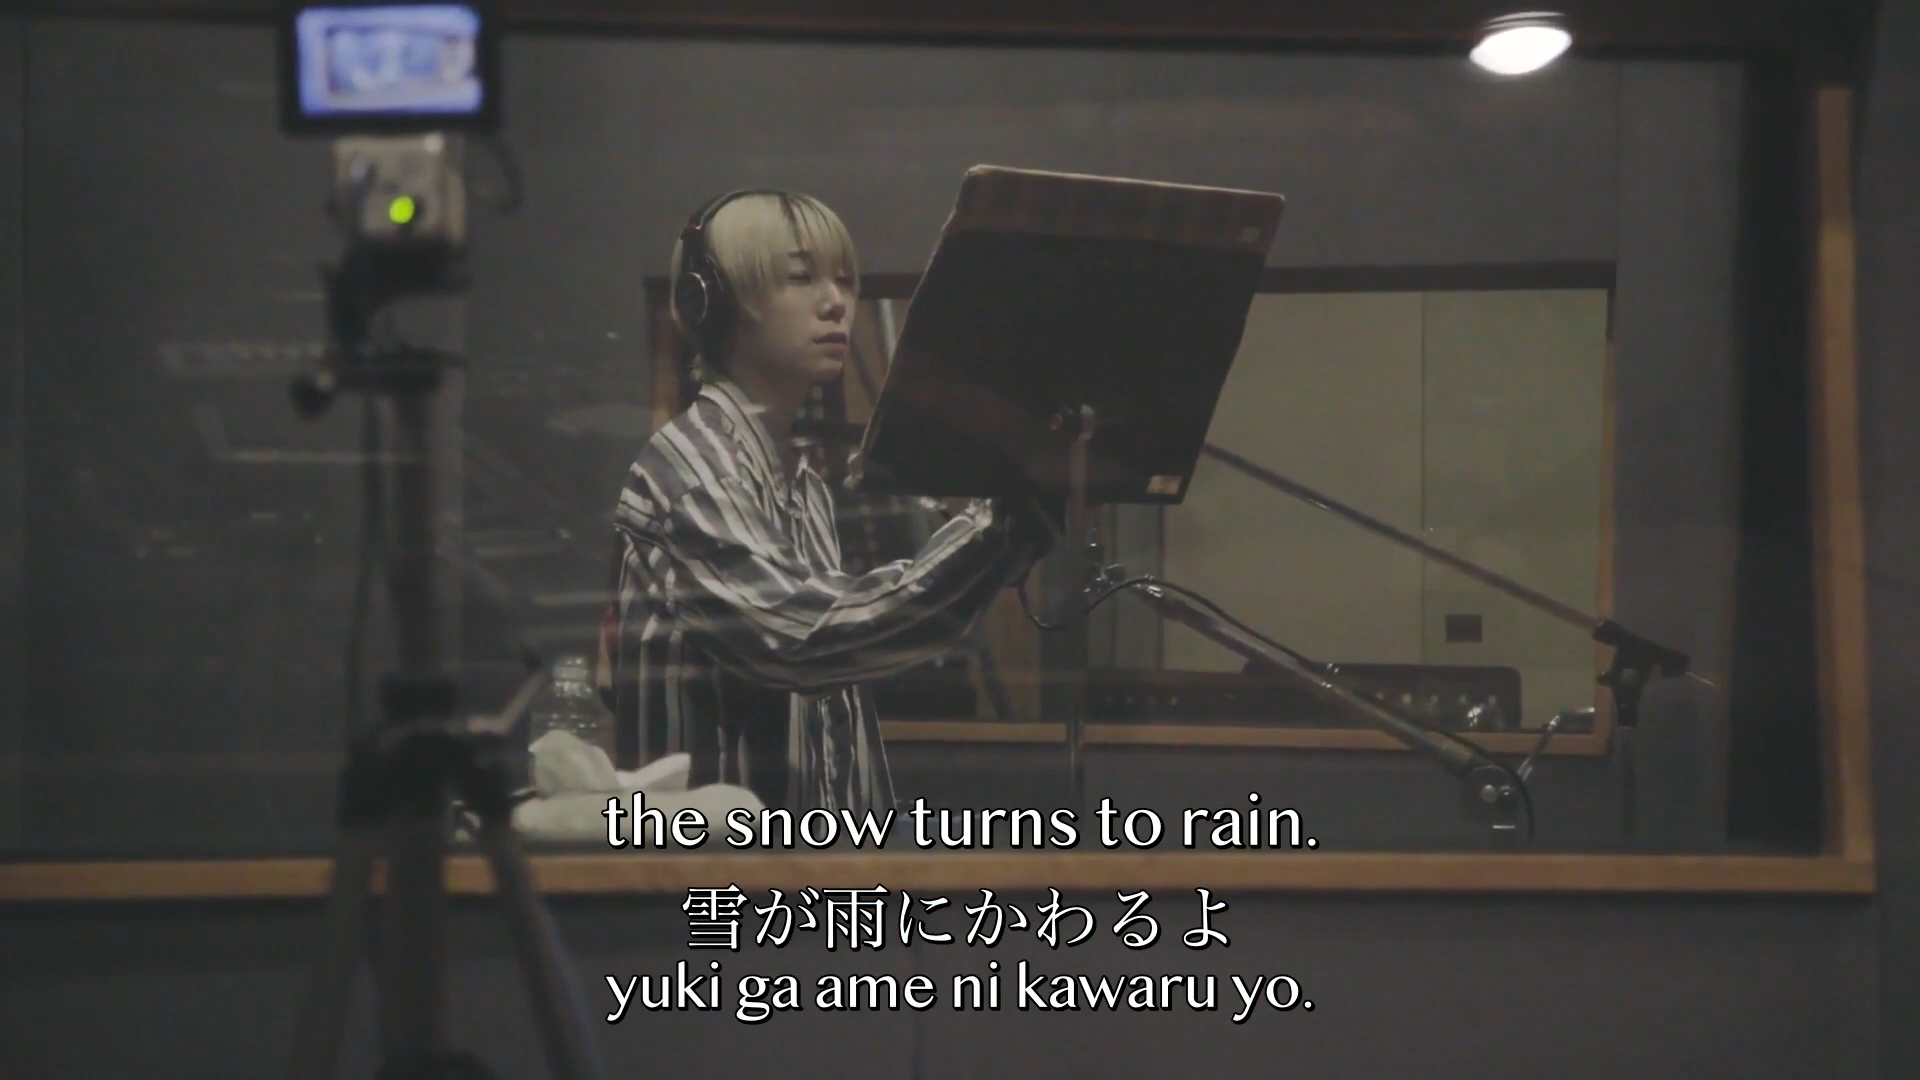 the snow turns to rain.
雪が雨にかわるよ
yuki ga ame ni kawaru yo.